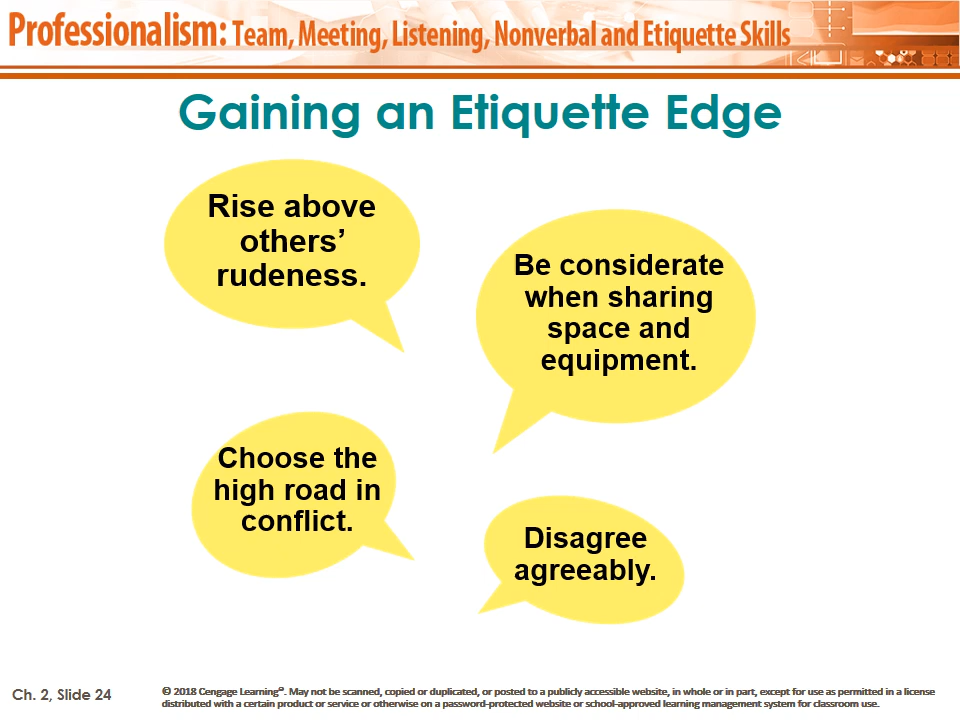 Professionalism: Team, Meeting, Listening, Nonverbal and Etiquette Skills
Gaining an Etiquette Edge
Rise above
others’
rudeness.
Be considerate
when sharing
space and
equipment.
Choose the
high road in
conflict.
Disagree
agreeably.
Ch. 2, Slide 24
© 2018 Cengage Learning®. May not be scanned, copied or duplicated, or posted to a publicly accessible website, in whole or in part, except for use as permitted in a license
distributed with a certain product or service or otherwise on a password-protected website or school-approved learning management system for classroom use.